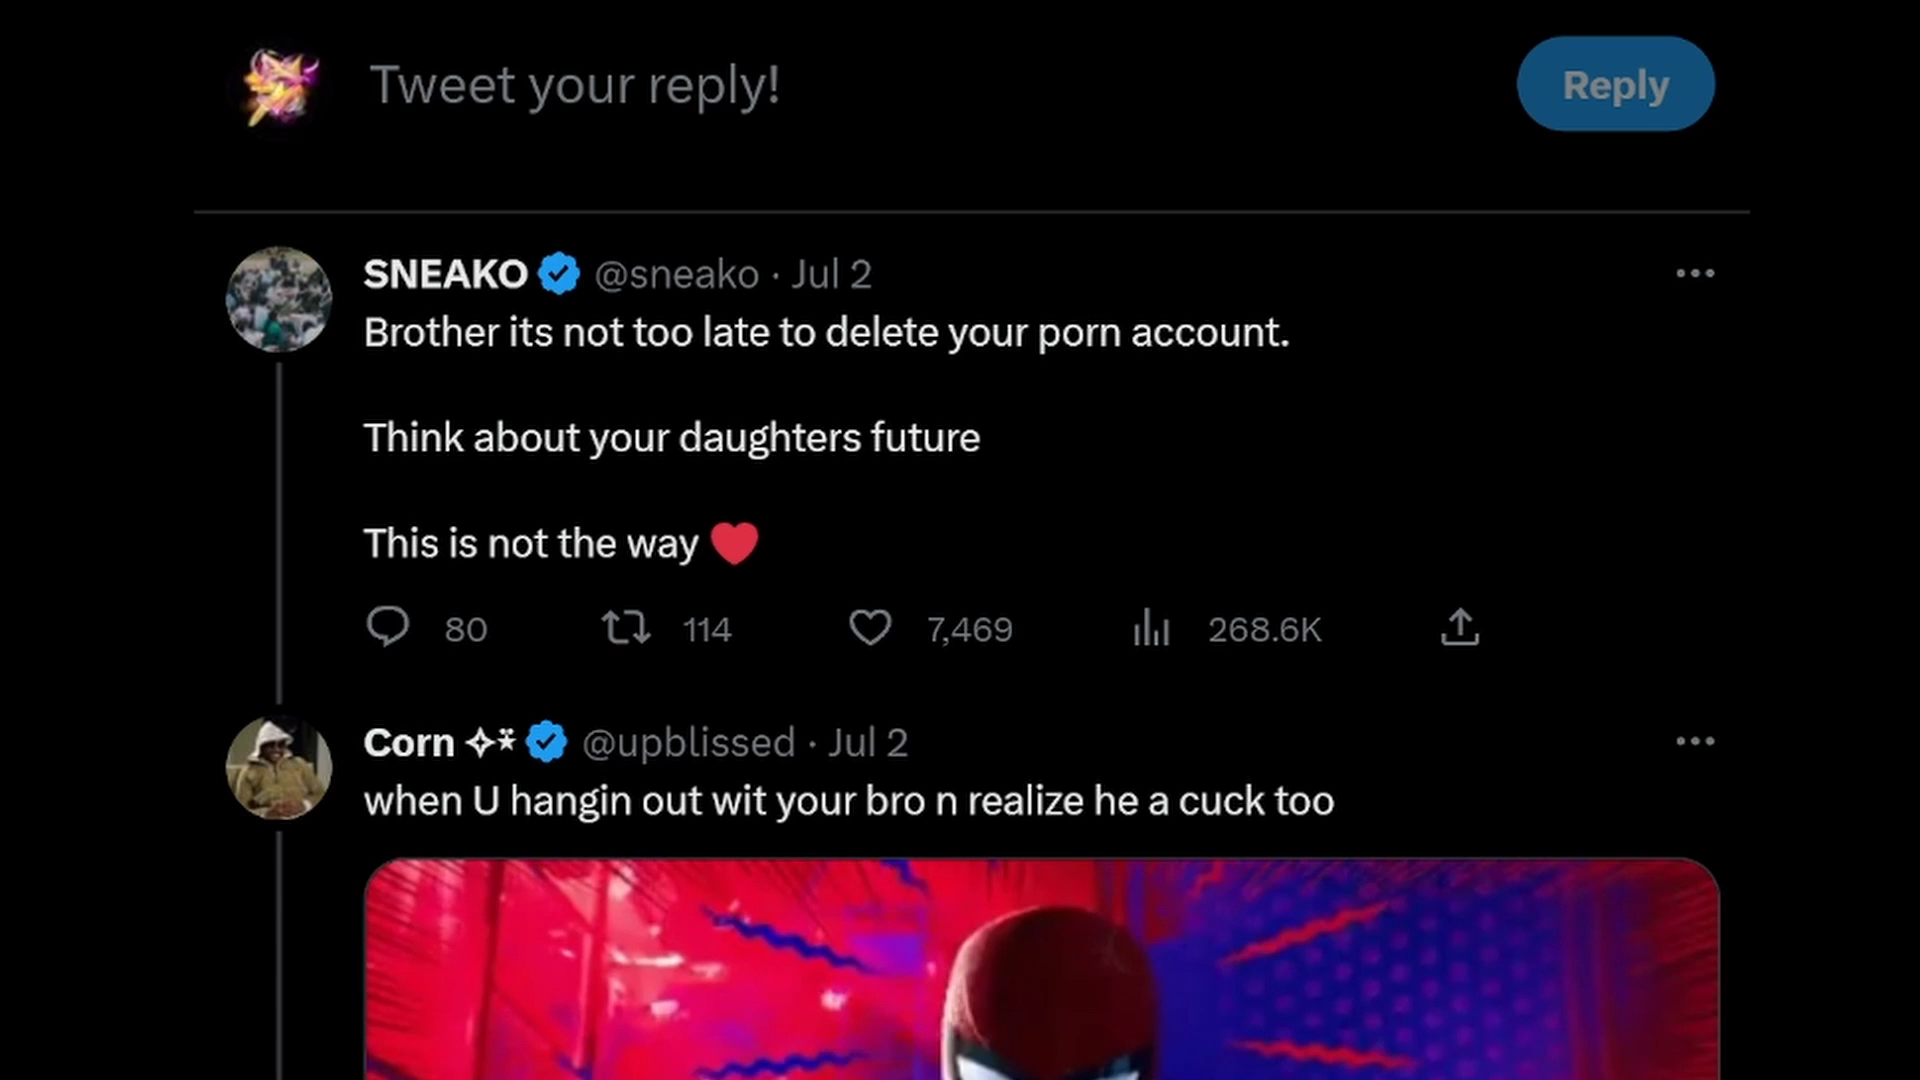 Tweet your reply!
Reply
SNEAKO @sneako · Jul 2
Brother its not too late to delete your porn account.
Think about your daughters future
This is not the way ❤️
80 114 7,469 268.6K
Corn @upblissed · Jul 2
when U hangin out wit your bro n realize he a cuck too